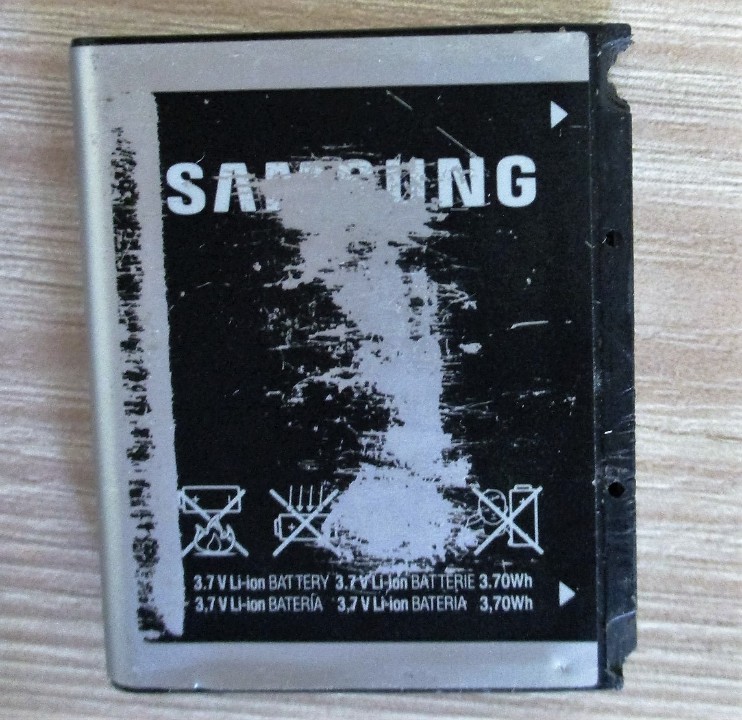 SAMSUNG
3.7 V Li-ion BATTERY 3.7 V Li-ion BATTERIE 3.70Wh
3,7 V Li-ion BATERÍA 3,7 V Li-ion BATERIA 3,70Wh